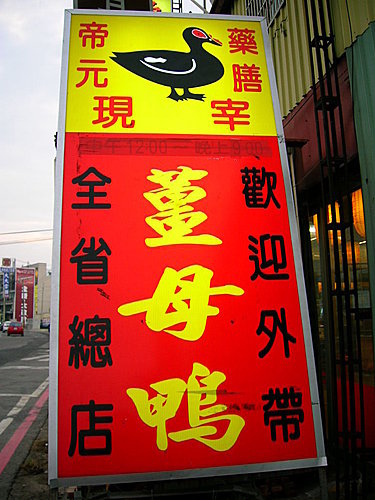 帝元
藥膳
現宰
中午12:00—晚上9:00
薑母鴨
全省總店
歡迎外帶